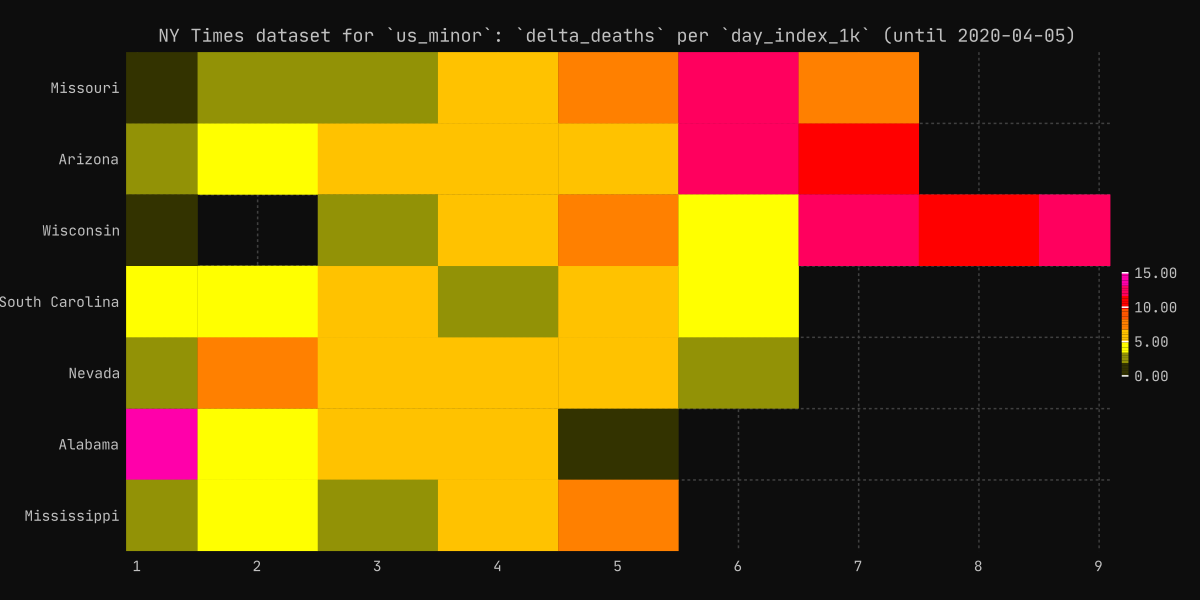 NY Times dataset for `us_minor`: `delta_deaths` per `day_index_1k` (until 2020-04-05)
Missouri
Arizona
Wisconsin
South Carolina
Nevada
Alabama
Mississippi
15.00
10.00
5.00
0.00
1 2 3 4 5 6 7 8 9